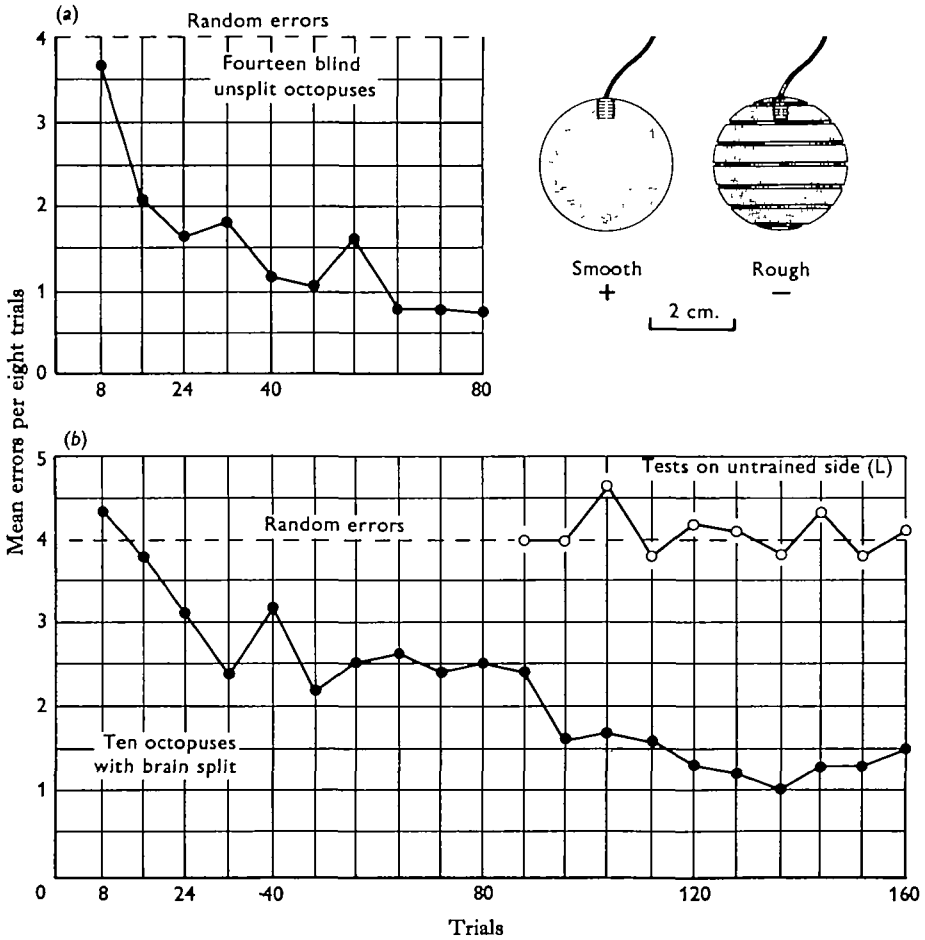 (a)
Random errors
4
Fourteen blind
unsplit octopuses
3
2
1
0
8
24
40
80
Smooth
+
Rough
−
2 cm.
Mean errors per eight trials
(b)
5
Tests on untrained side (L)
Random errors
4
3
2
Ten octopuses
with brain split
1
0
8
24
40
80
120
160
Trials